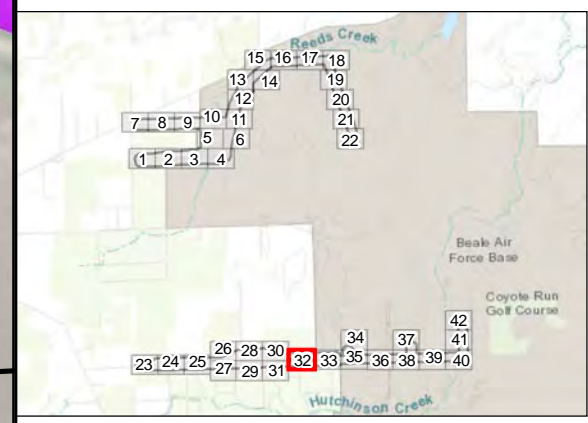 Reeds Creek
15 16 17 18
13 14 19
12 20
7 8 9 10 11 21
5 6 22
1 2 3 4
Beale Air
Force Base
Coyote Run
Golf Course
42
34 37 41
26 28 30
23 24 25 32 33 35 36 38 39 40
27 29 31
Hutchinson Creek